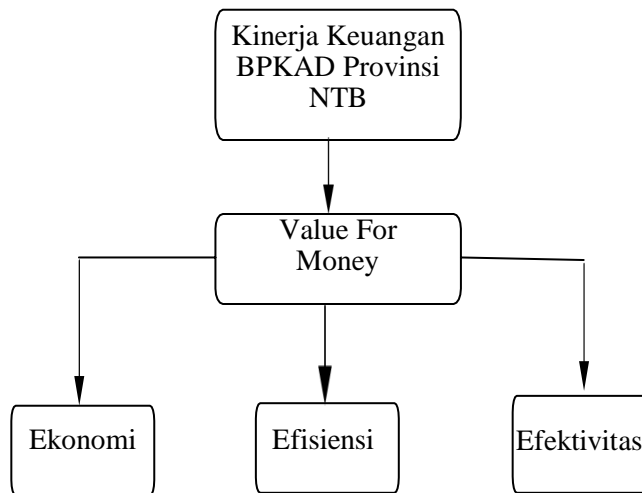 Kinerja Keuangan
BPKAD Provinsi
NTB
Value For
Money
Ekonomi
Efisiensi
Efektivitas